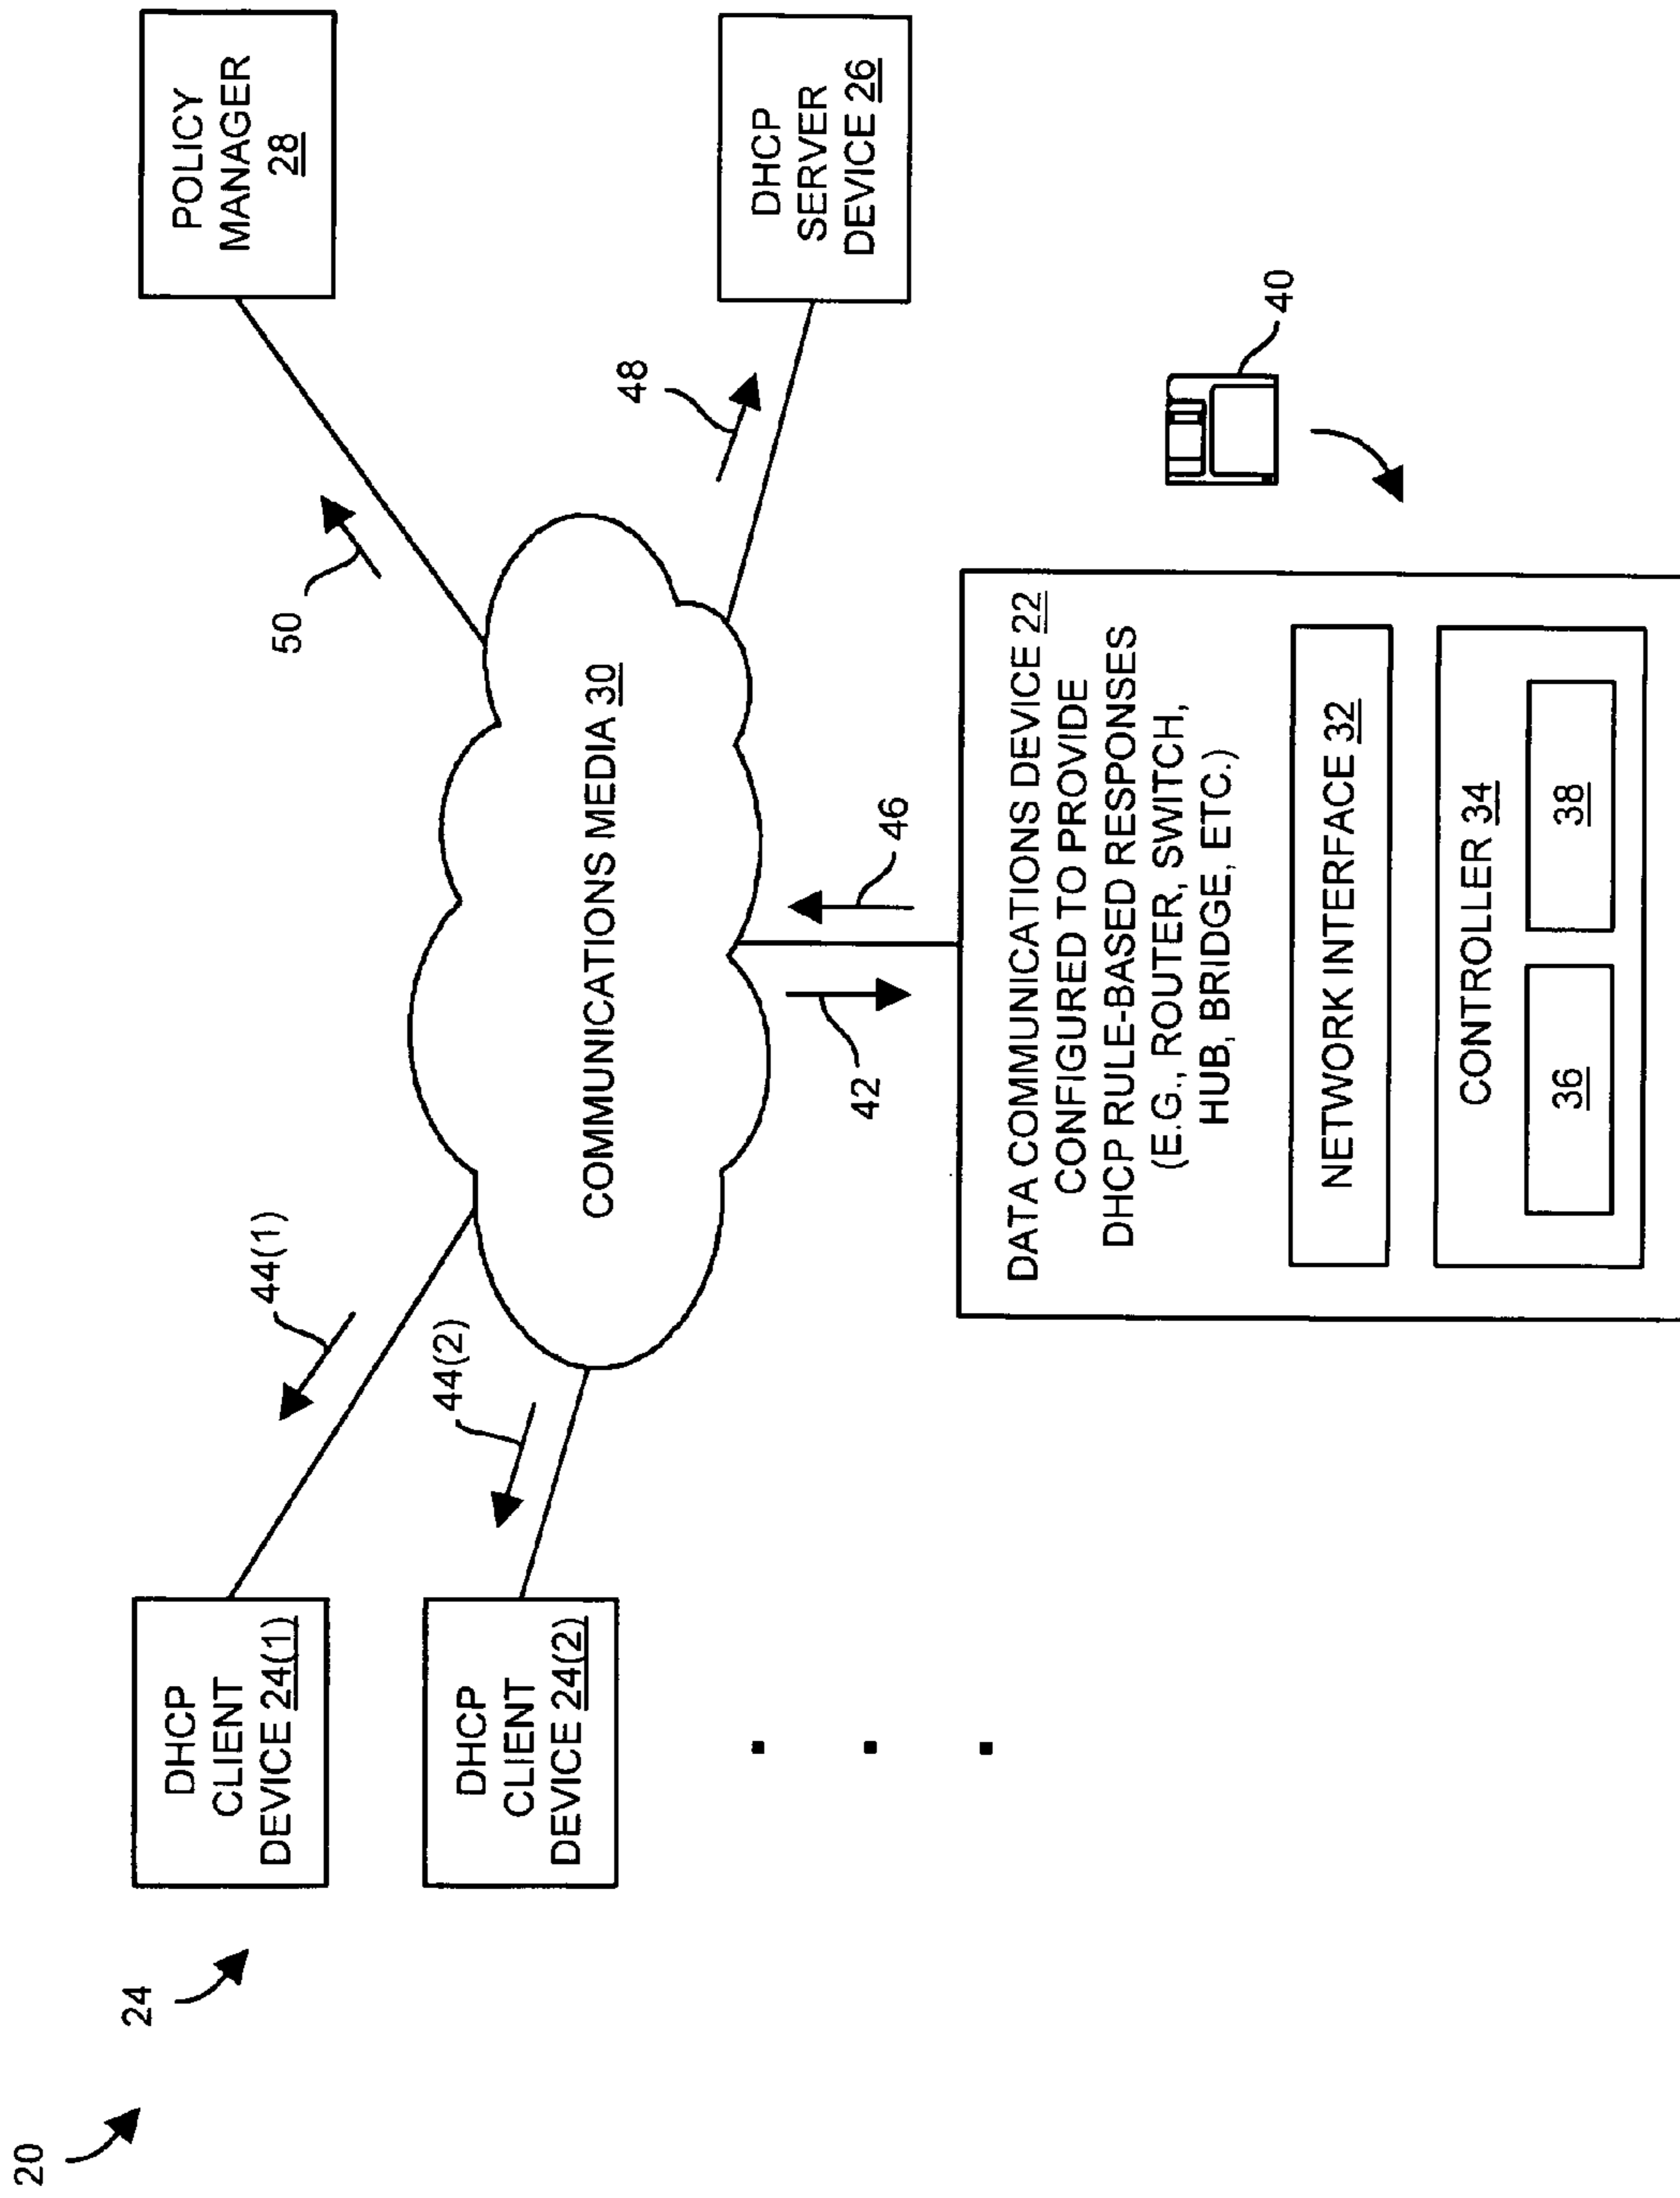 20
24
DHCP
CLIENT
DEVICE 24(1)
DHCP
CLIENT
DEVICE 24(2)
44(1)
44(2)
COMMUNICATIONS MEDIA 30
50
POLICY
MANAGER
28
48
DHCP
SERVER
DEVICE 26
42
46
40
DATA COMMUNICATIONS DEVICE 22
CONFIGURED TO PROVIDE
DHCP RULE-BASED RESPONSES
(E.G., ROUTER, SWITCH,
HUB, BRIDGE, ETC.)
NETWORK INTERFACE 32
CONTROLLER 34
36
38